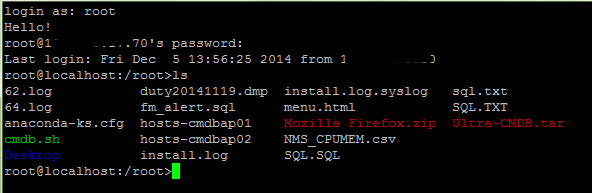 login as: root
Hello!
root@1 .70's password:
Last login: Fri Dec  5 13:56:25 2014 from 1 0
root@localhost:/root>ls
62.log duty20141119.dmp install.log.syslog sql.txt
64.log fm_alert.sql menu.html SQL.TXT
anaconda-ks.cfg hosts-cmdbap01 Mozilla Firefox.zip Ultra-CMDB.tar
cmdb.sh hosts-cmdbap02 NMS_CPUMEM.csv
Desktop install.log SQL.SQL
root@localhost:/root>